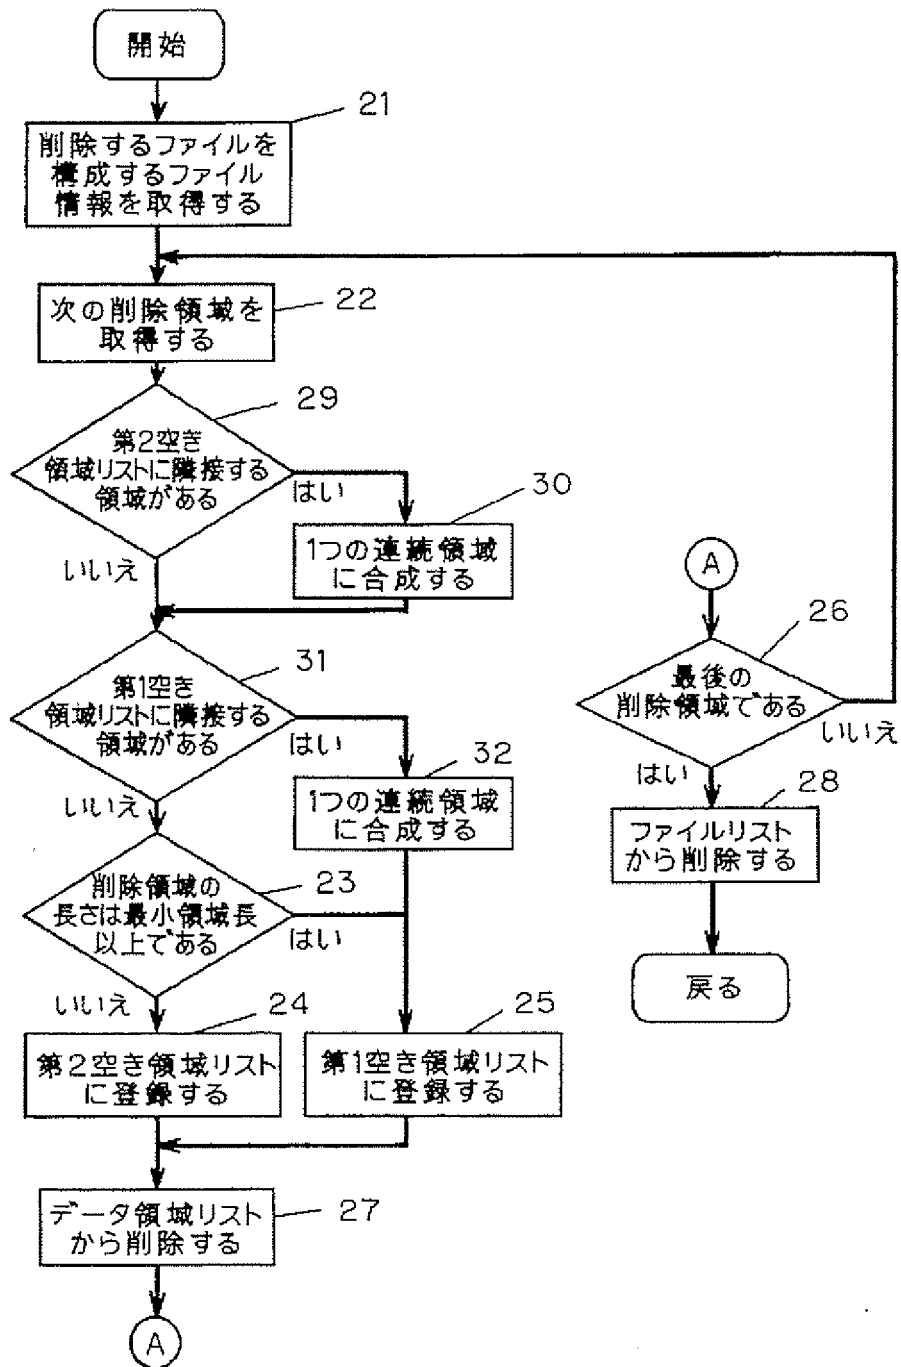 開始
21
削除するファイルを
構成するファイル
情報を取得する
22
次の削除領域を
取得する
29
第2空き
領域リストに隣接する
領域がある
はい
いいえ
30
1つの連続領域
に合成する
31
第1空き
領域リストに隣接する
領域がある
はい
いいえ
32
1つの連続領域
に合成する
23
削除領域の
長さは最小領域長
以上である
はい
いいえ
24
第2空き領域リスト
に登録する
25
第1空き領域リスト
に登録する
27
データ領域リスト
から削除する
A
A
26
最後の
削除領域である
いいえ
はい
28
ファイルリスト
から削除する
戻る